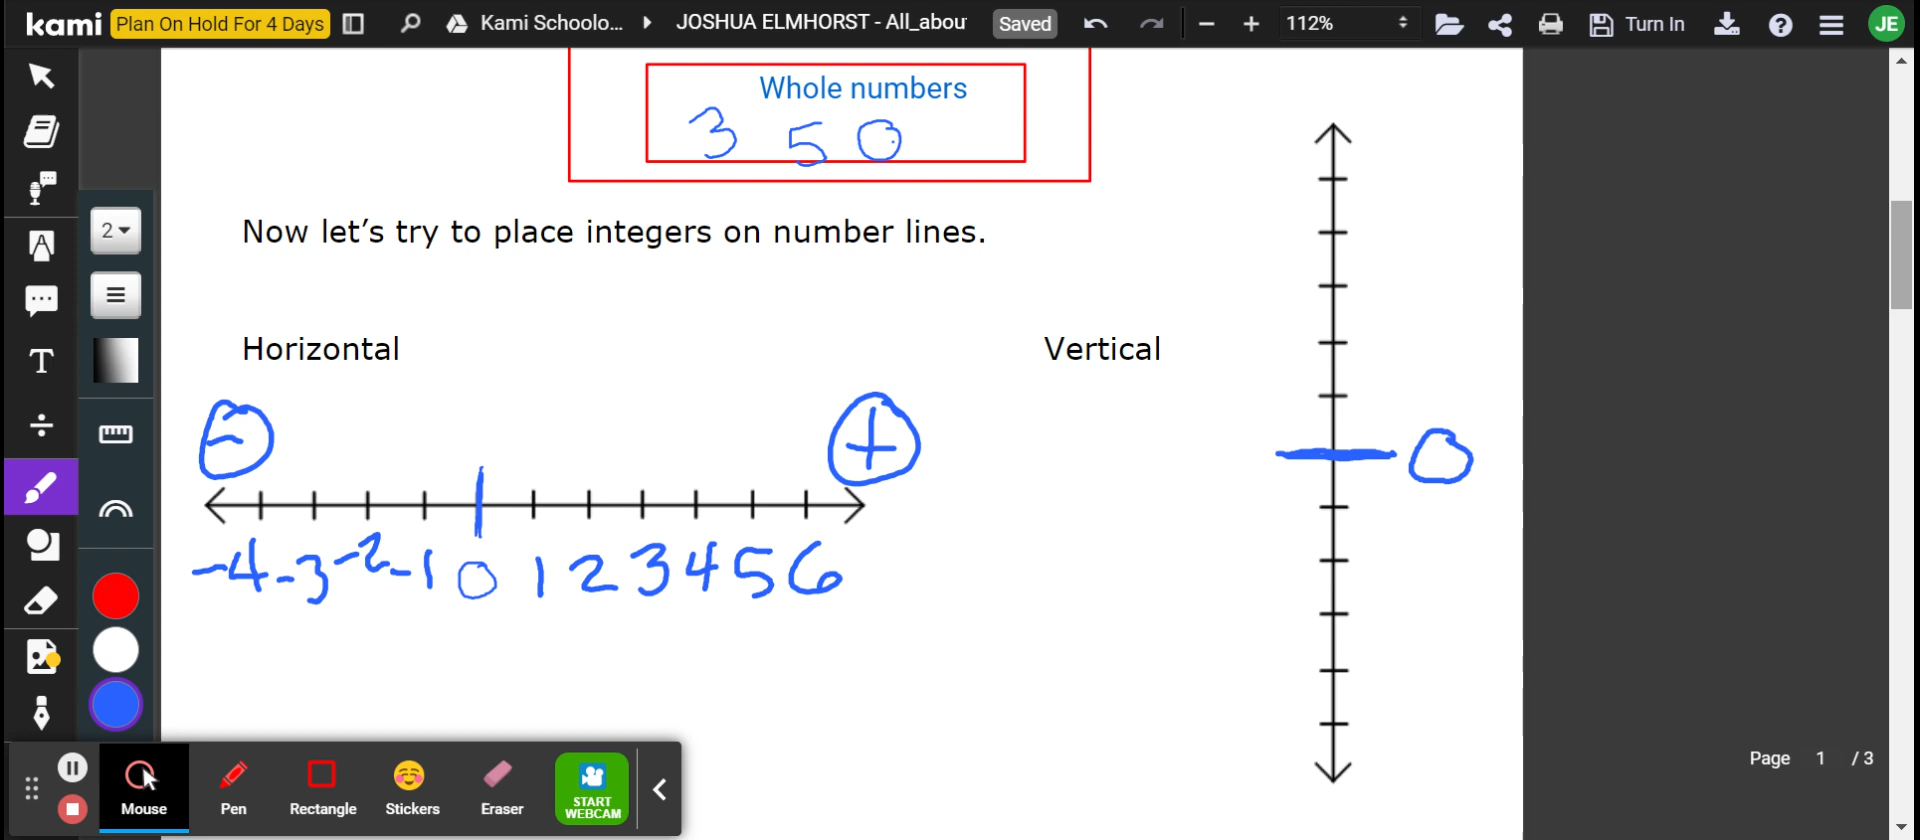 kami Plan On Hold For 4 Days Kami Schoolo... JOSHUA ELMHORST - All_abou Saved 112% Turn In JE
Whole numbers
3 5 0
2
Now let's try to place integers on number lines.
Horizontal
Vertical
- +
0
-4 -3 -2 -1 0 1 2 3 4 5 6
Page 1 / 3
Mouse Pen Rectangle Stickers Eraser START WEBCAM